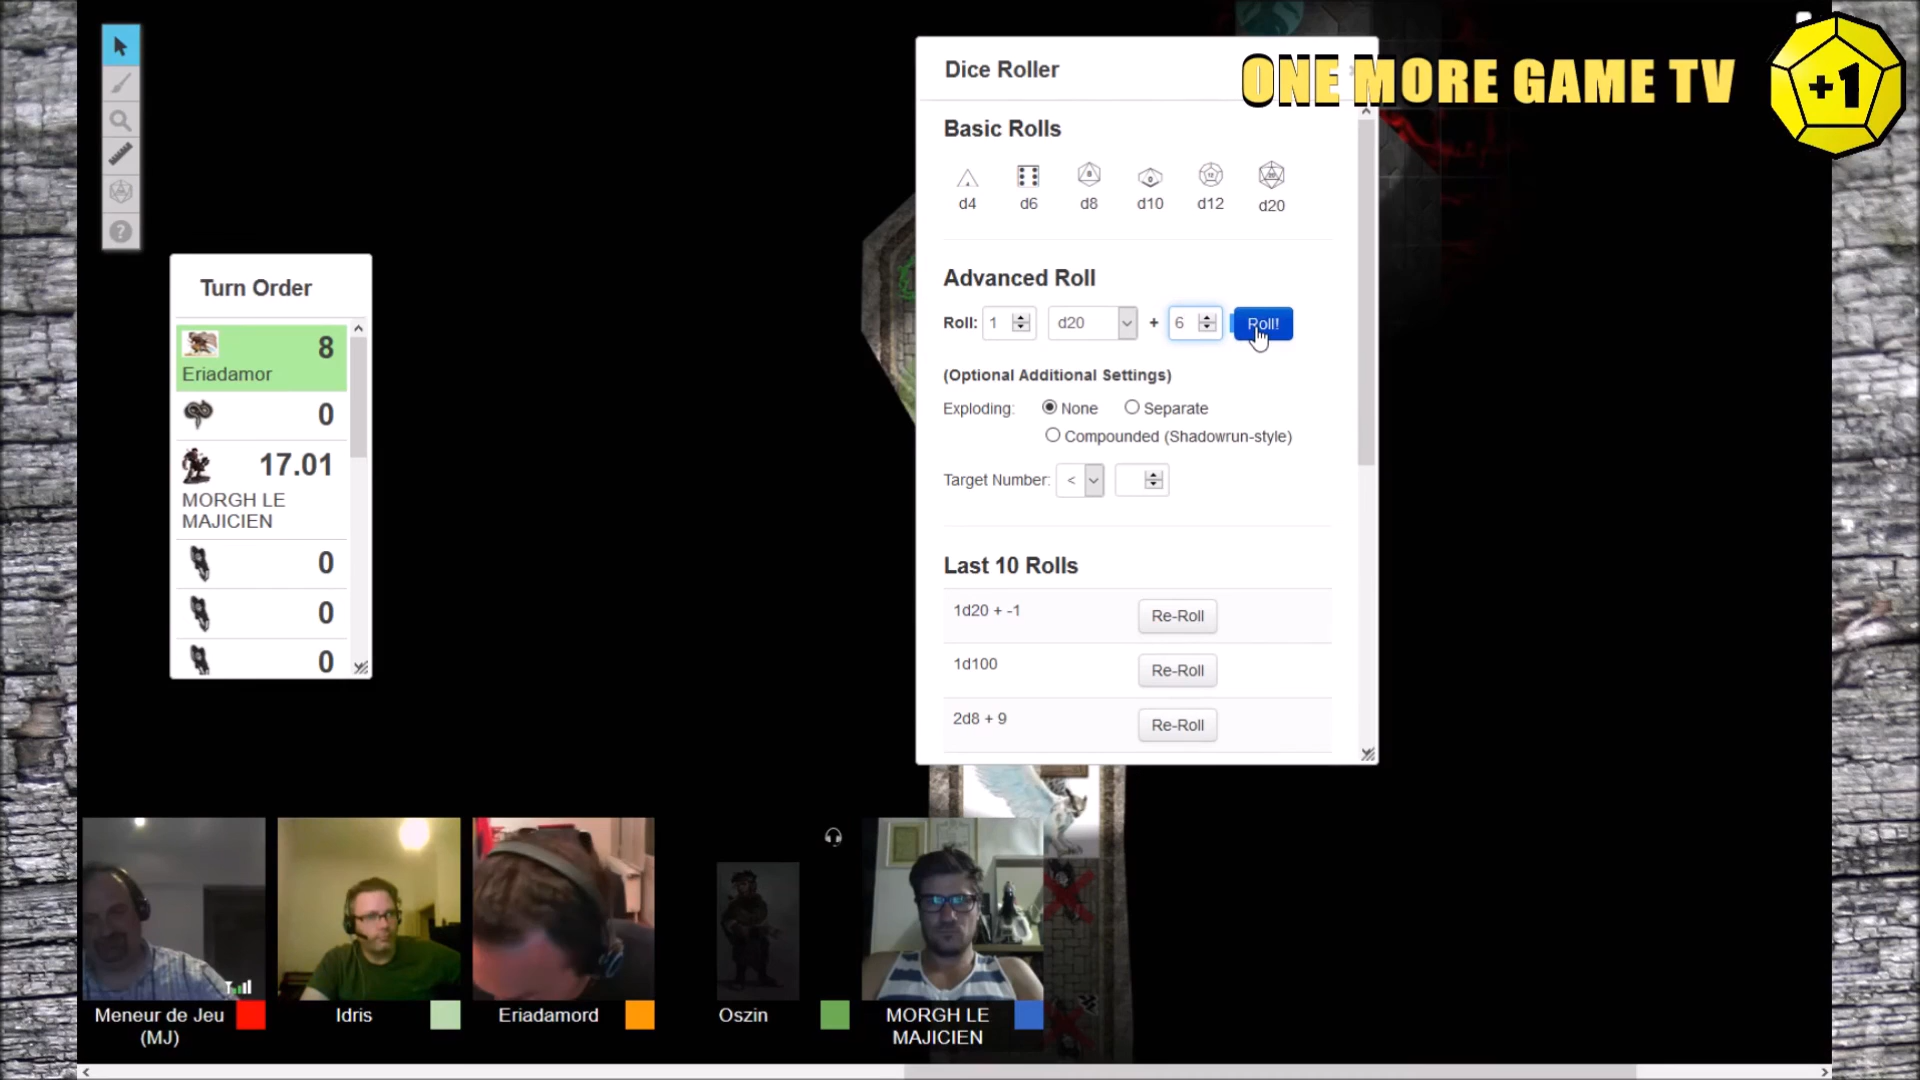 ONE MORE GAME TV
+1
Dice Roller
Basic Rolls
d4
d6
d8
d10
d12
d20
Advanced Roll
Roll: 1 d20 + 6 Roll!
(Optional Additional Settings)
Exploding: None Separate
Compounded (Shadowrun-style)
Target Number: <
Last 10 Rolls
1d20 + -1 Re-Roll
1d100 Re-Roll
2d8 + 9 Re-Roll
Turn Order
8
Eriadamor
0
17.01
MORGH LE
MAJICIEN
0
0
0
Meneur de Jeu
(MJ)
Idris
Eriadamord
Oszin
MORGH LE
MAJICIEN